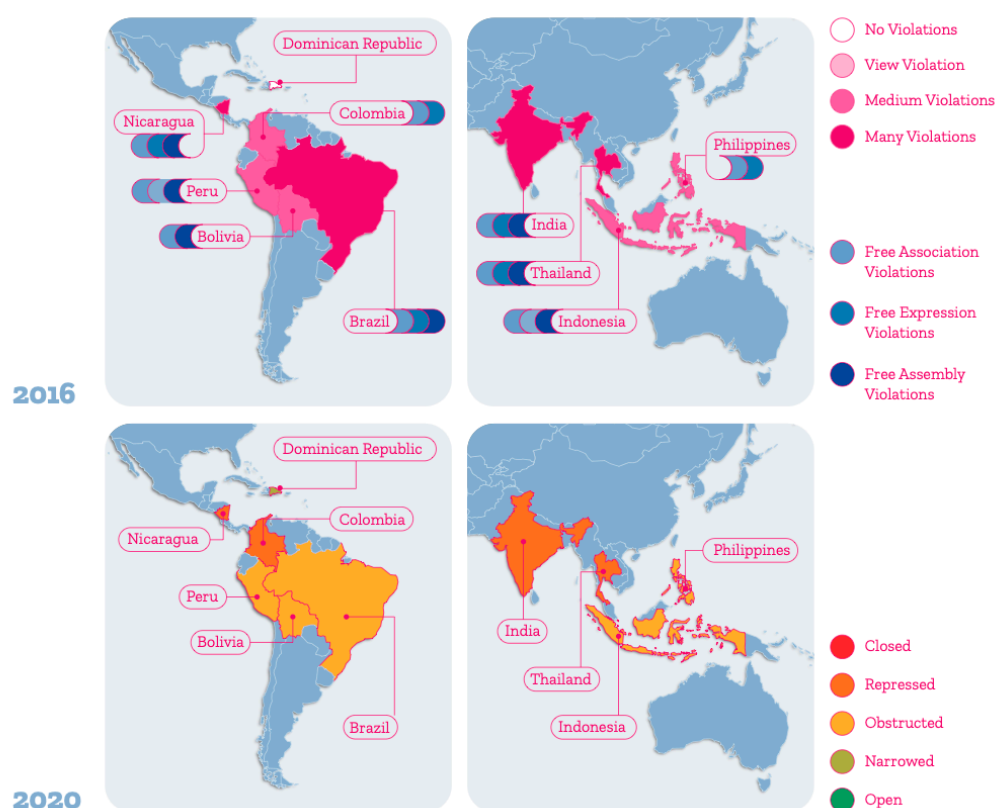 Dominican Republic
Nicaragua
Colombia
Peru
Bolivia
Brazil
Philippines
India
Thailand
Indonesia
No Violations
View Violation
Medium Violations
Many Violations
Free Association
Violations
Free Expression
Violations
Free Assembly
Violations
2016
Dominican Republic
Nicaragua
Colombia
Peru
Bolivia
Brazil
Philippines
India
Thailand
Indonesia
Closed
Repressed
Obstructed
Narrowed
Open
2020